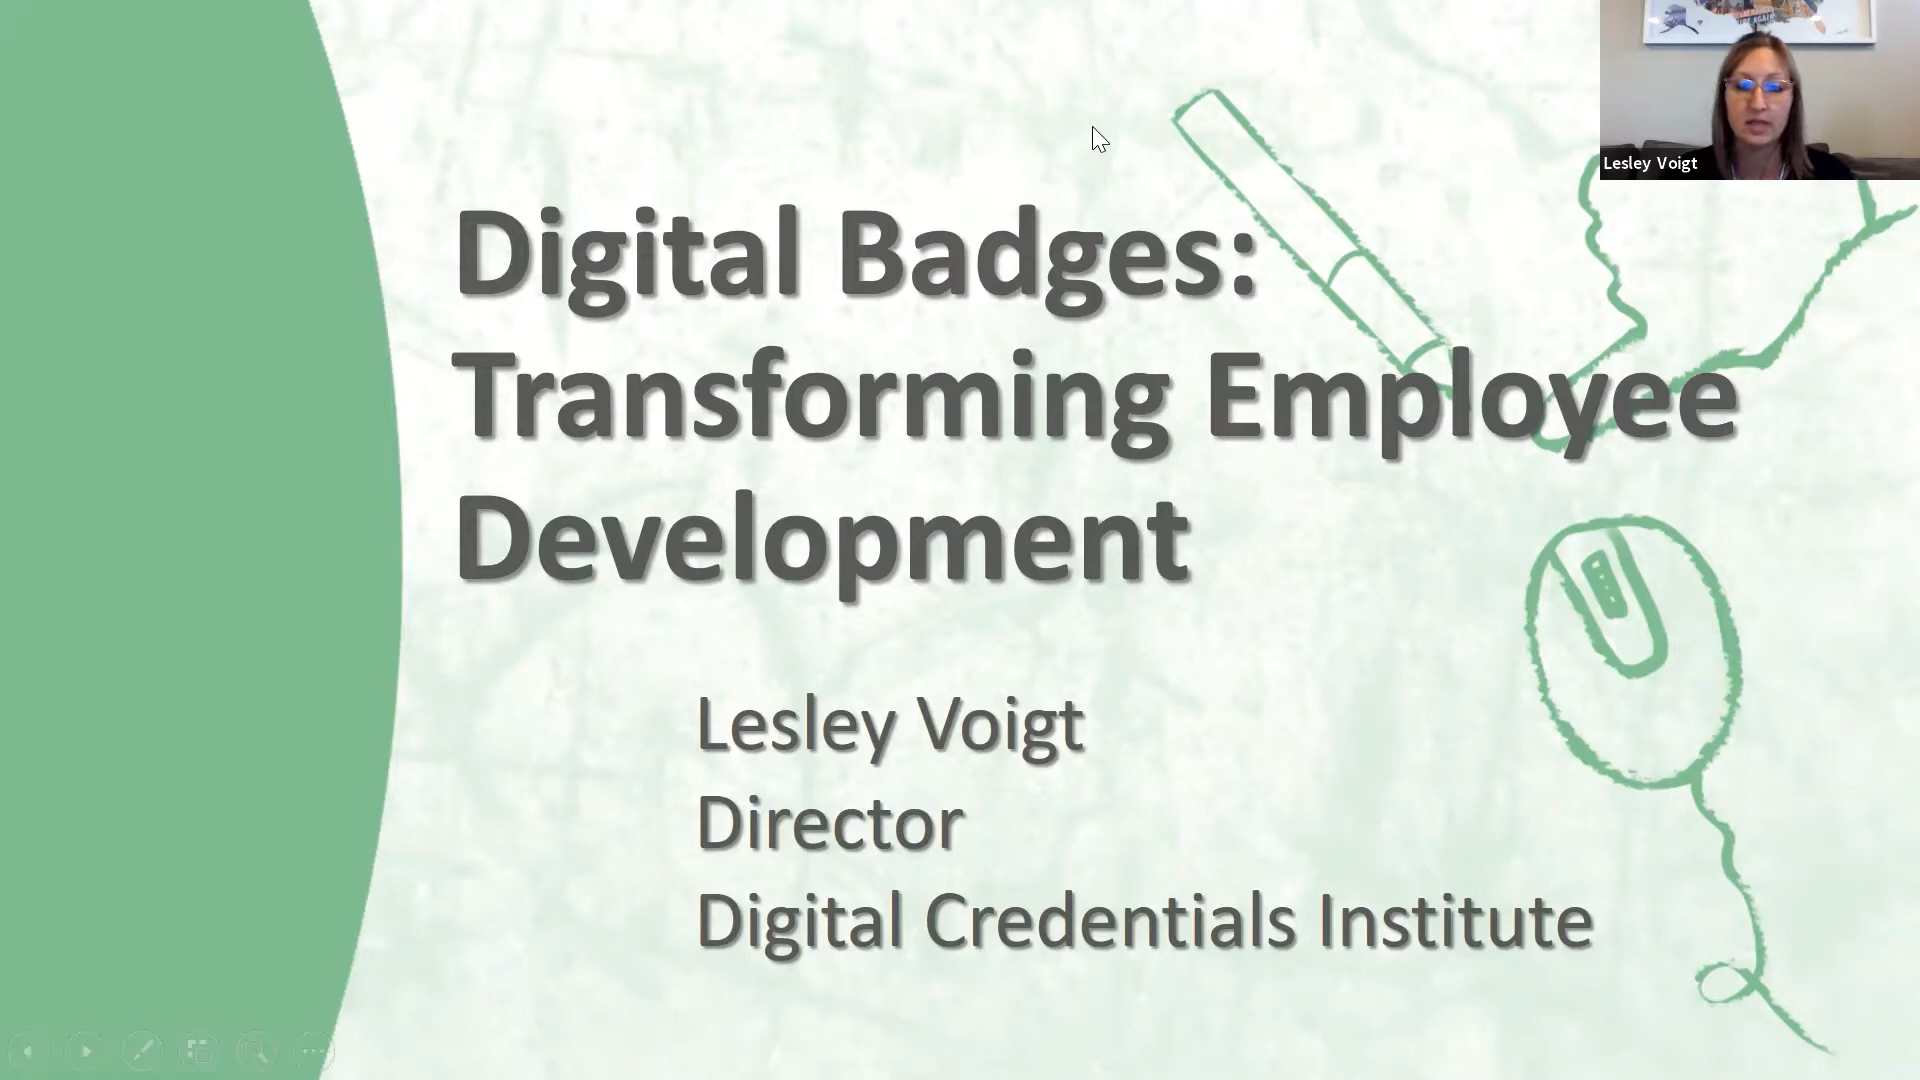 Digital Badges:
Transforming Employee
Development
Lesley Voigt
Director
Digital Credentials Institute
Lesley Voigt